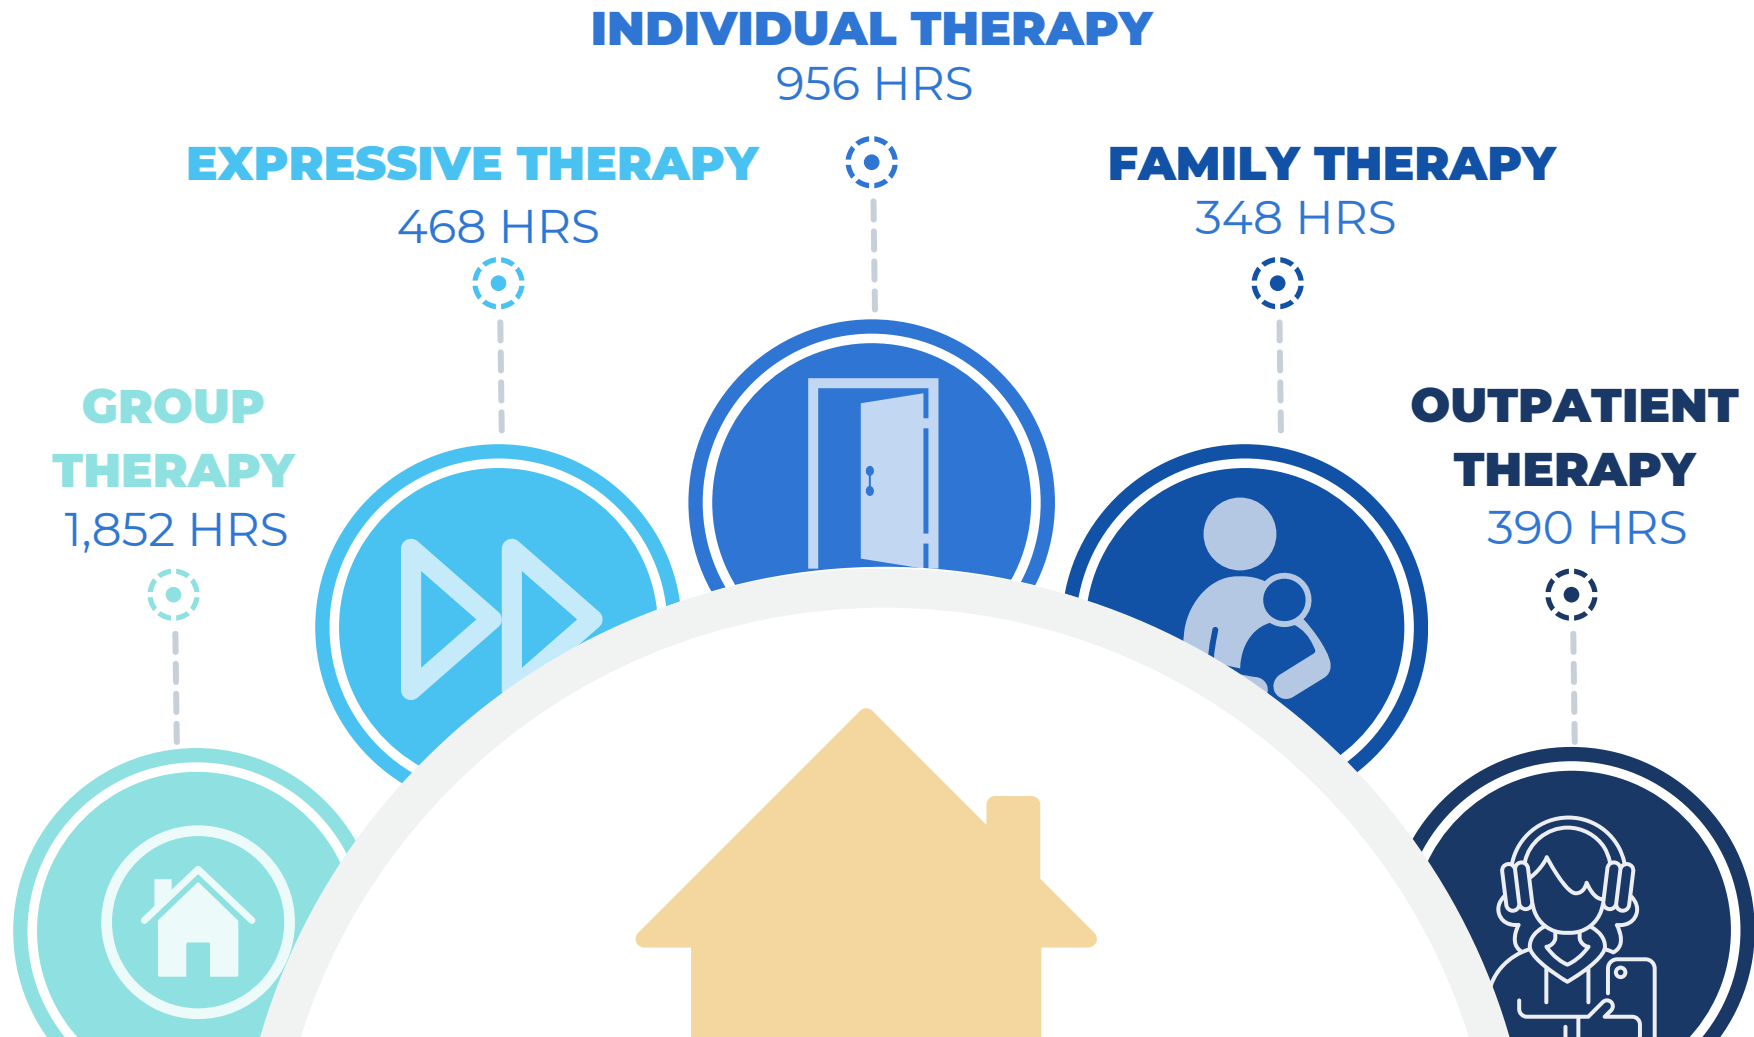 INDIVIDUAL THERAPY
956 HRS
EXPRESSIVE THERAPY
468 HRS
FAMILY THERAPY
348 HRS
GROUP
THERAPY
1,852 HRS
OUTPATIENT
THERAPY
390 HRS